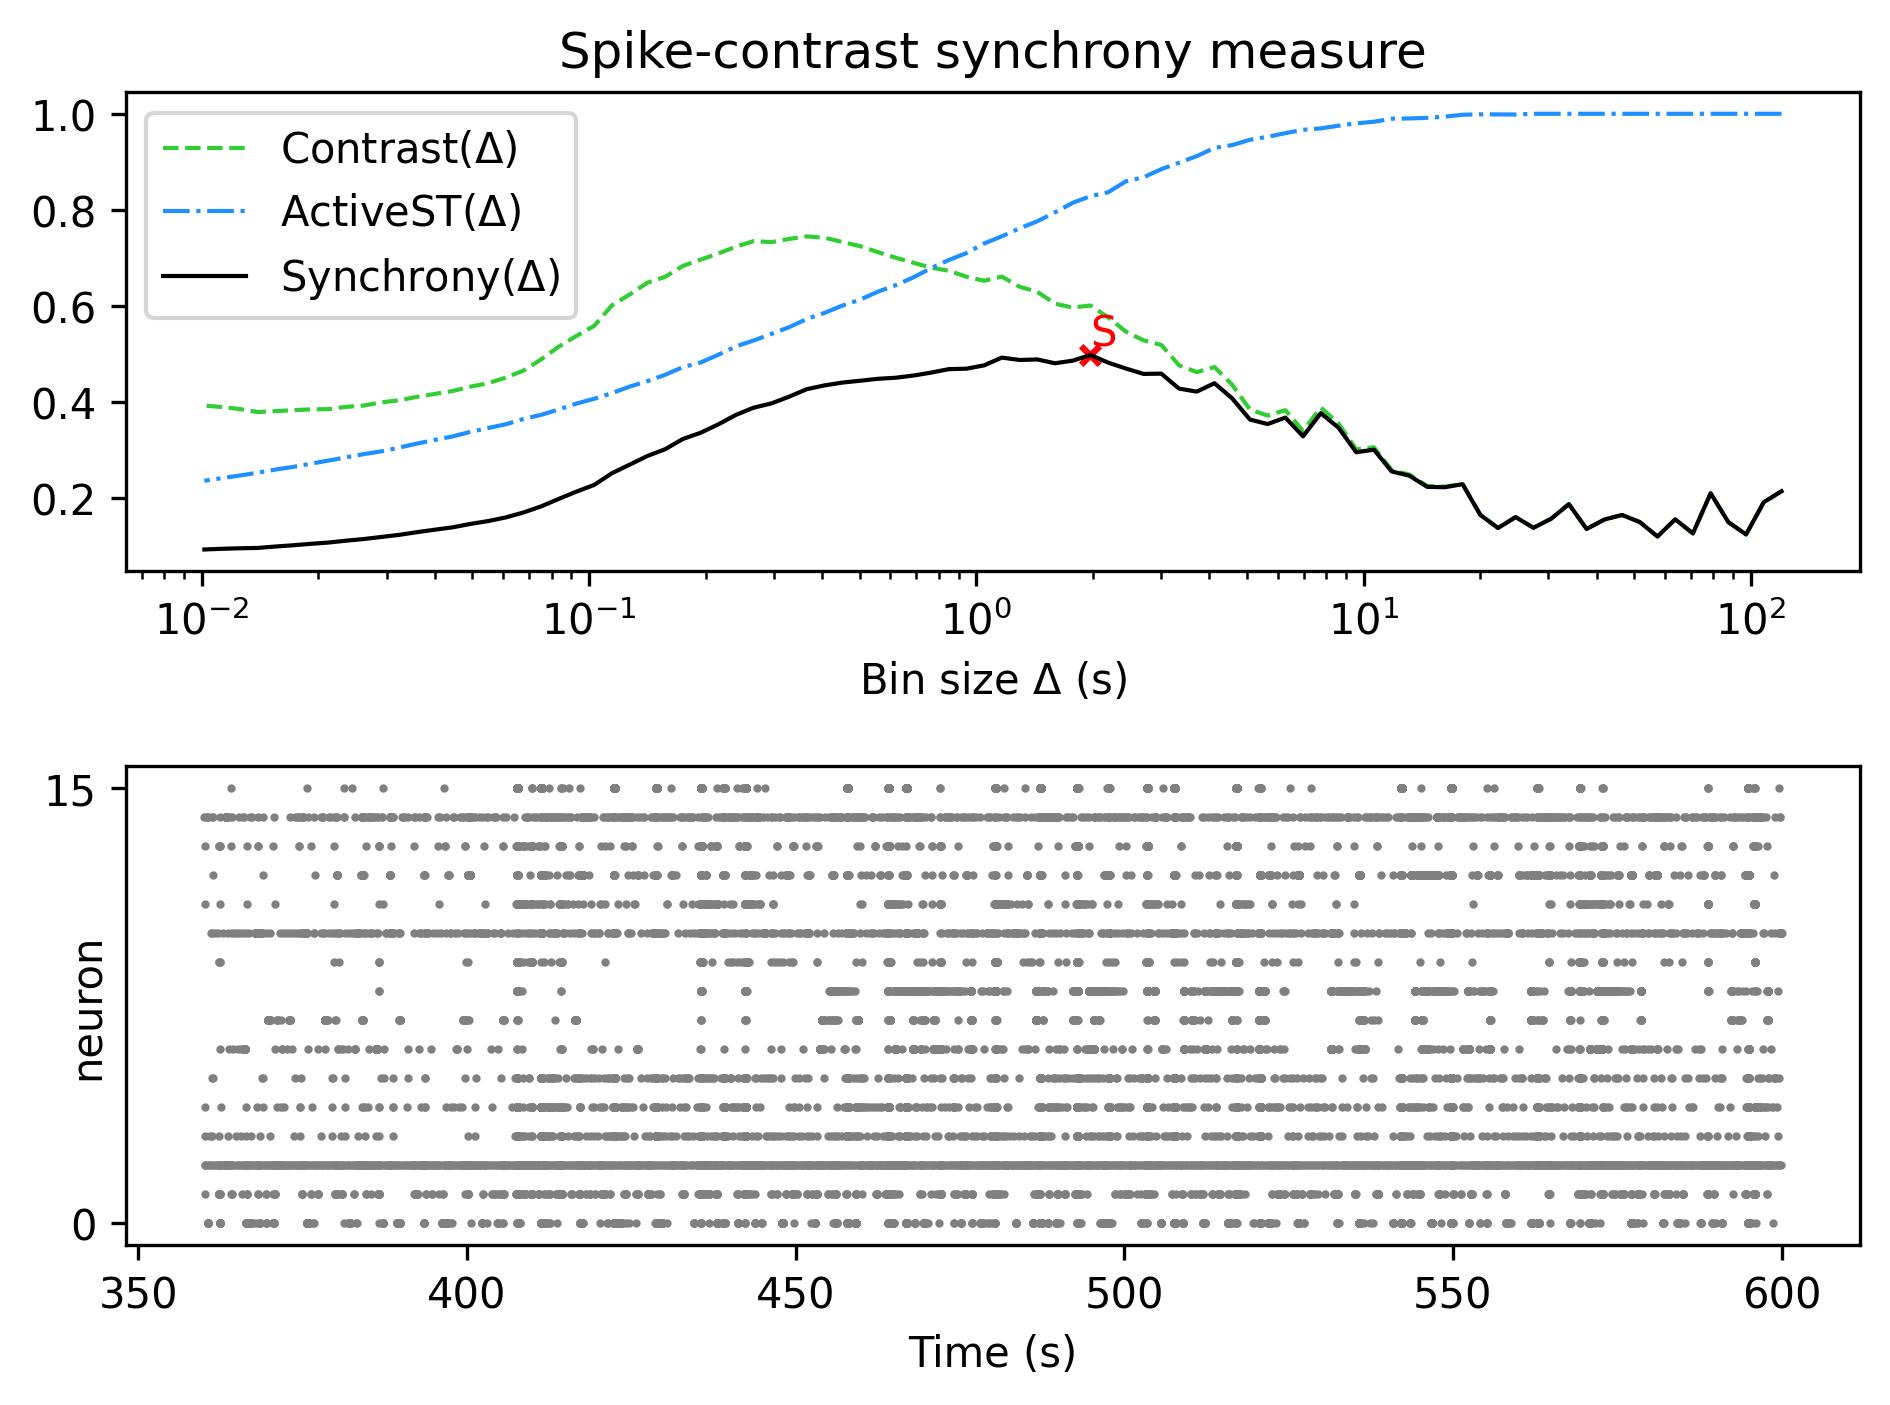 Spike-contrast synchrony measure
1.0
0.8
0.6
0.4
0.2
Contrast(Δ)
ActiveST(Δ)
Synchrony(Δ)
S
10⁻² 10⁻¹ 10⁰ 10¹ 10²
Bin size Δ (s)
15
0
neuron
350 400 450 500 550 600
Time (s)